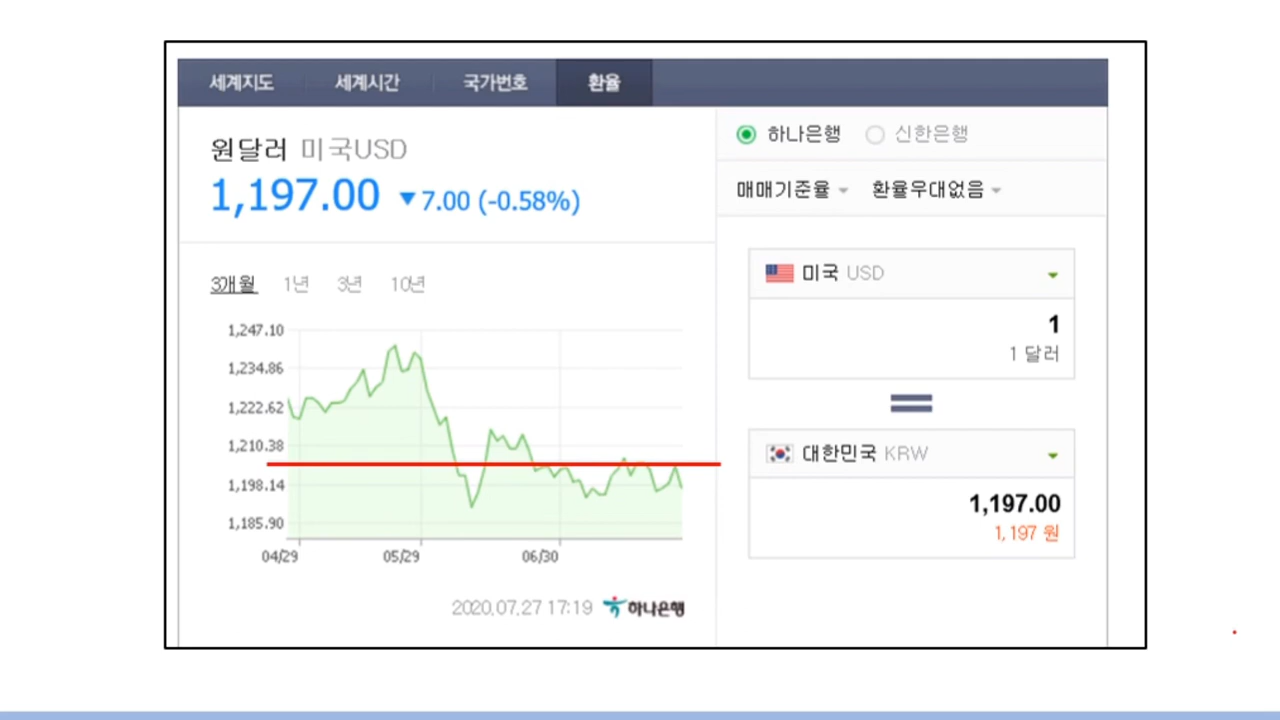 세계지도 세계시간 국가번호 환율
원달러 미국USD
1,197.00 ▼7.00 (-0.58%)
3개월 1년 3년 10년
1,247.10
1,234.86
1,222.62
1,210.38
1,198.14
1,185.90
04/29 05/29 06/30
2020.07.27 17:19 하나은행
하나은행 신한은행
매매기준율 환율우대없음
미국 USD
1
1 달러
대한민국 KRW
1,197.00
1,197 원